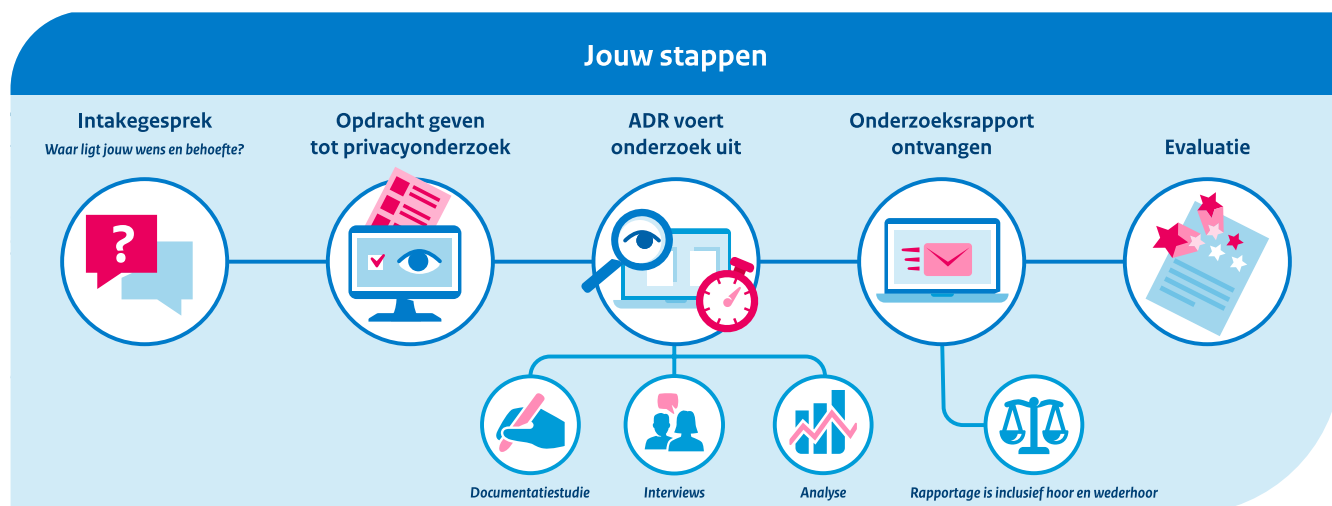 Jouw stappen
Intakegesprek
Waar ligt jouw wens en behoefte?
Opdracht geven
tot privacyonderzoek
ADR voert
onderzoek uit
Onderzoeksrapport
ontvangen
Evaluatie
?
Documentatiestudie
Interviews
Analyse
Rapportage is inclusief hoor en wederhoor